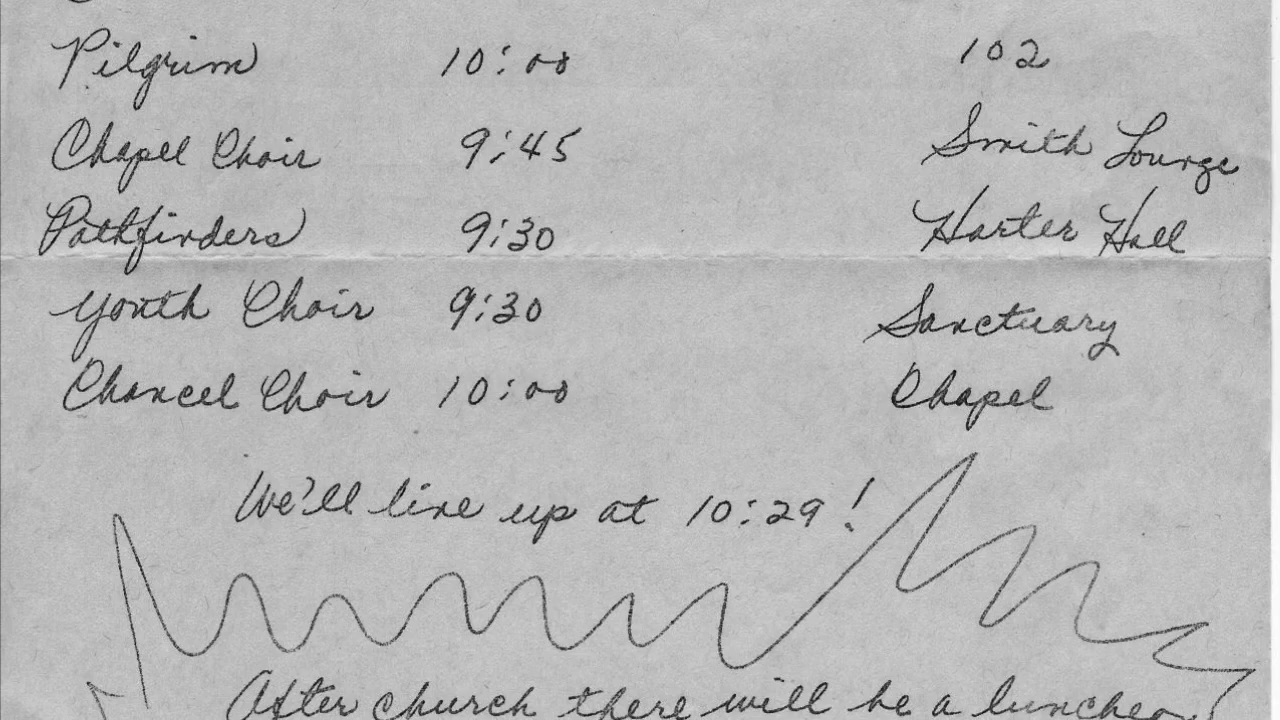 Pilgrim 10:00 102
Chapel Choir 9:45 Smith Lounge
Pathfinders 9:30 Harter Hall
Youth Choir 9:30 Sanctuary
Chancel Choir 10:00 Chapel
We'll line up at 10:29!
After church there will be a luncheo